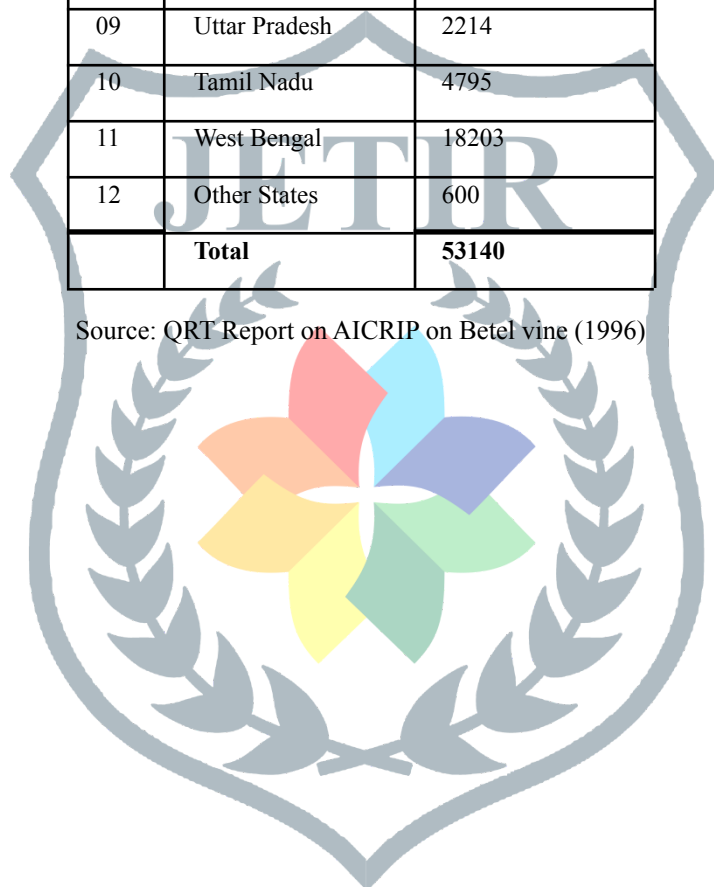 09 Uttar Pradesh 2214
10 Tamil Nadu 4795
11 West Bengal 18203
12 Other States 600
Total 53140
JETIR
Source: QRT Report on AICRIP on Betel vine (1996)